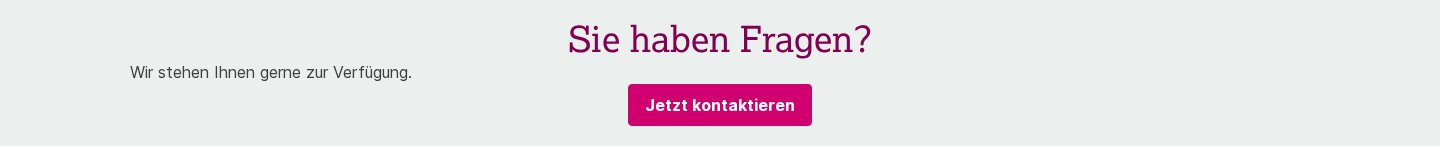 Sie haben Fragen?
Wir stehen Ihnen gerne zur Verfügung.
Jetzt kontaktieren